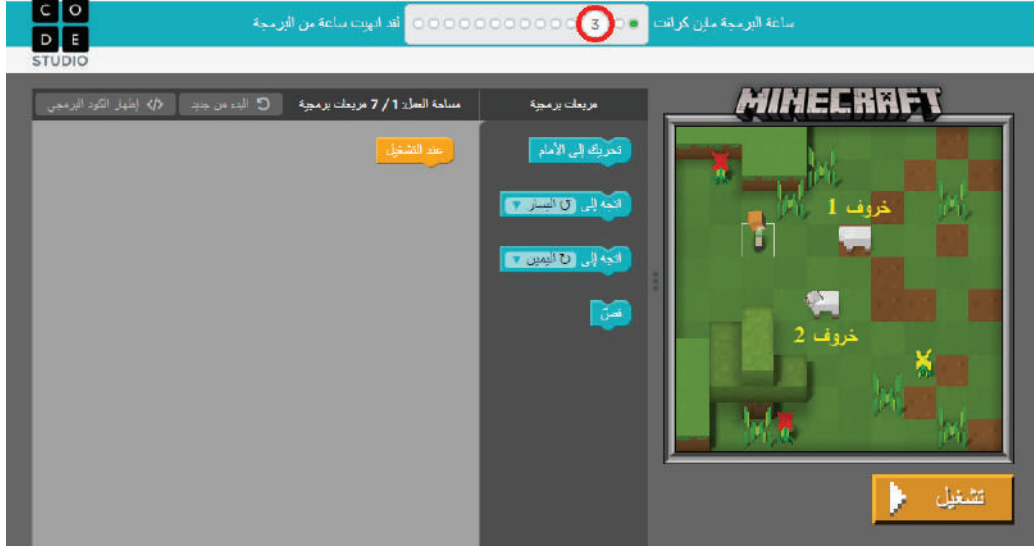 C O
D E
STUDIO
ساعة البرمجة ماين كرافت
3
لقد انهيت ساعة من البرمجة
إظهار الكود البرمجي
البدء من جديد
مساحة العمل: 1 / 7 مربعات برمجية
مربعات برمجية
MINECRAFT
عند التشغيل
تحريك إلى الأمام
اتجه إلى اليسار
اتجه إلى اليمين
قصّ
خروف 1
خروف 2
تشغيل